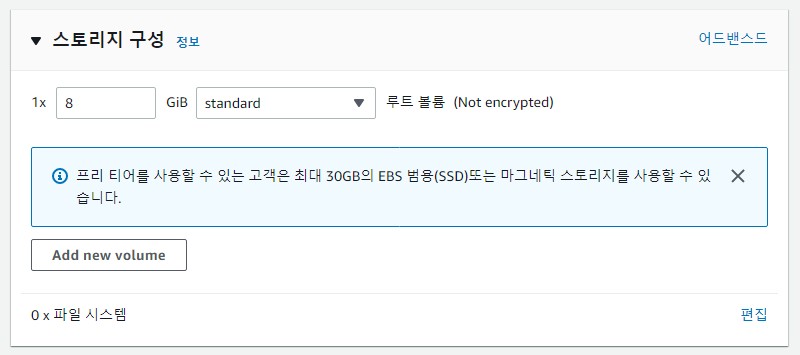 스토리지 구성 정보 어드밴스드
1x 8 GiB standard 루트 볼륨 (Not encrypted)
프리 티어를 사용할 수 있는 고객은 최대 30GB의 EBS 범용(SSD)또는 마그네틱 스토리지를 사용할 수 있
습니다.
Add new volume
0 x 파일 시스템 편집